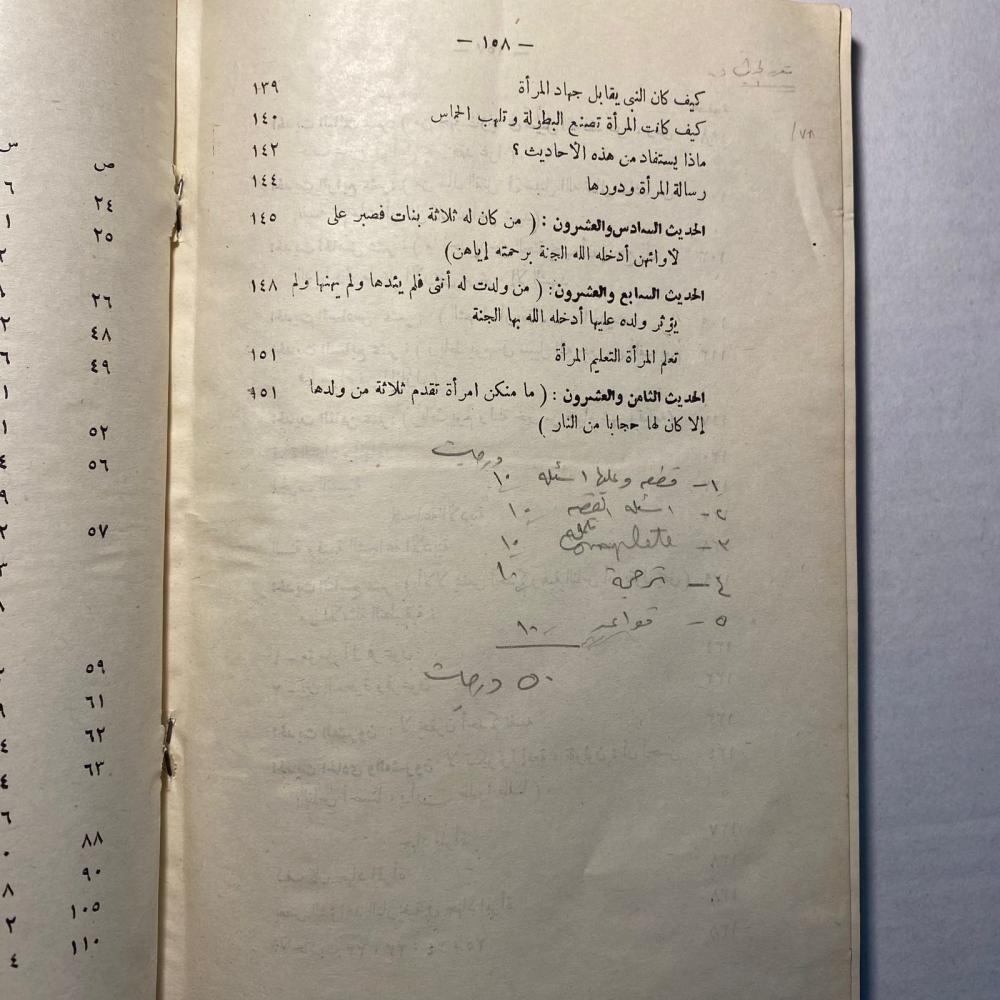 — ١٥٨ —
كيف كان النبي يقابل جهاد المرأة ١٣٩
كيف كانت المرأة تصنع البطولة وتلهب الحماس ١٤٠
ماذا يستفاد من هذه الأحاديث ؟ ١٤٢
رسالة المرأة ودورها ١٤٤
الحديث السادس والعشرون : ( من كان له ثلاثة بنات فصبر على ١٤٥
لأوائهن أدخله الله الجنة برحمته إياهن)
الحديث السابع والعشرون: ( من ولدت له أنثى فلم يئدها ولم يهنها ولم ١٤٨
يؤثر ولده عليها أدخله الله بها الجنة
تعلم المرأة التعليم المرأة ١٥١
الحديث الثامن والعشرون : ( ما منكن امرأة تقدم ثلاثة من ولدها ١٥١
إلا كان لها حجابا من النار )
درجات
١- قطعه وعليها اسئله ١٠
٢- اسئله القصه ١٠
٣- Complete ١٠
٤- ترجمة ١٠
٥- قواعد ١٠
٥٠ درجات
ص
٢٤
٢٥
٢٦
٤٨
٤٩
٥٢
٥٦
٥٧
٥٩
٦١
٦٢
٦٣
٨٨
٩٠
١٠٥
١١٠